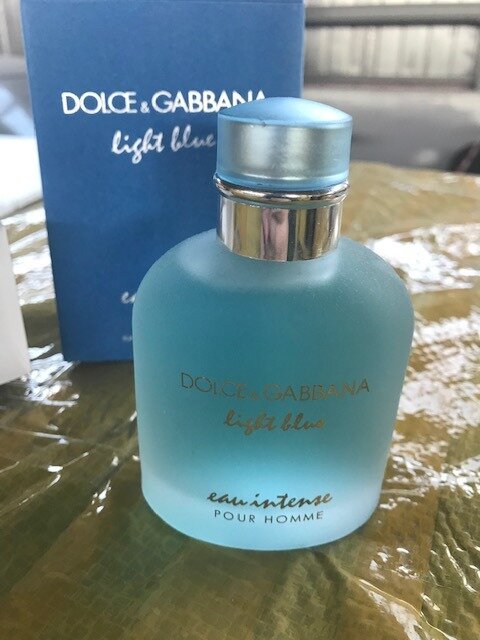 DOLCE & GABBANA
light blue
DOLCE & GABBANA
light blue
eau intense
POUR HOMME